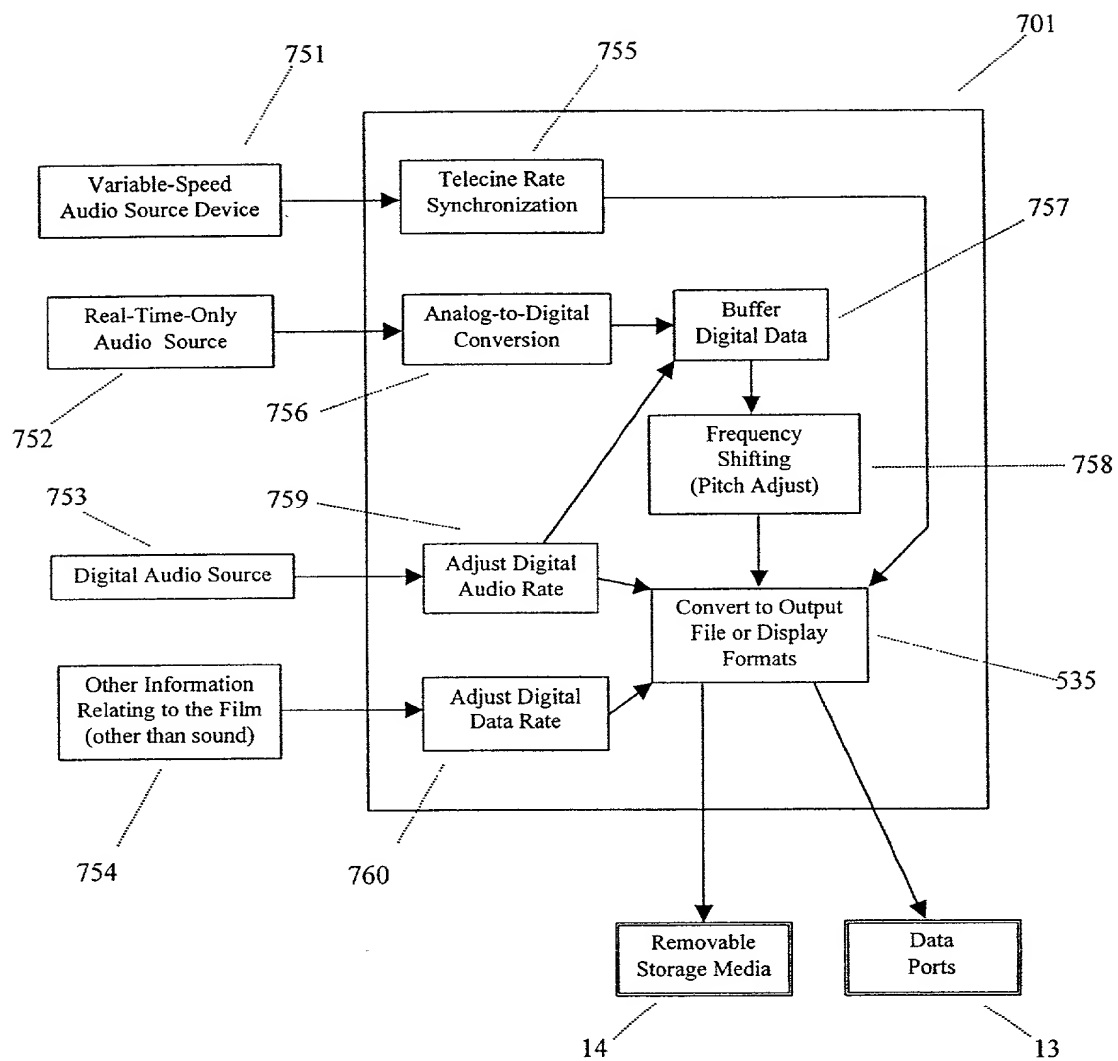 701
751
755
Variable-Speed
Audio Source Device
Telecine Rate
Synchronization
757
Real-Time-Only
Audio Source
Analog-to-Digital
Conversion
Buffer
Digital Data
752
756
Frequency
Shifting
(Pitch Adjust)
758
753
759
Digital Audio Source
Adjust Digital
Audio Rate
Convert to Output
File or Display
Formats
535
Other Information
Relating to the Film
(other than sound)
Adjust Digital
Data Rate
754
760
Removable
Storage Media
Data
Ports
14
13